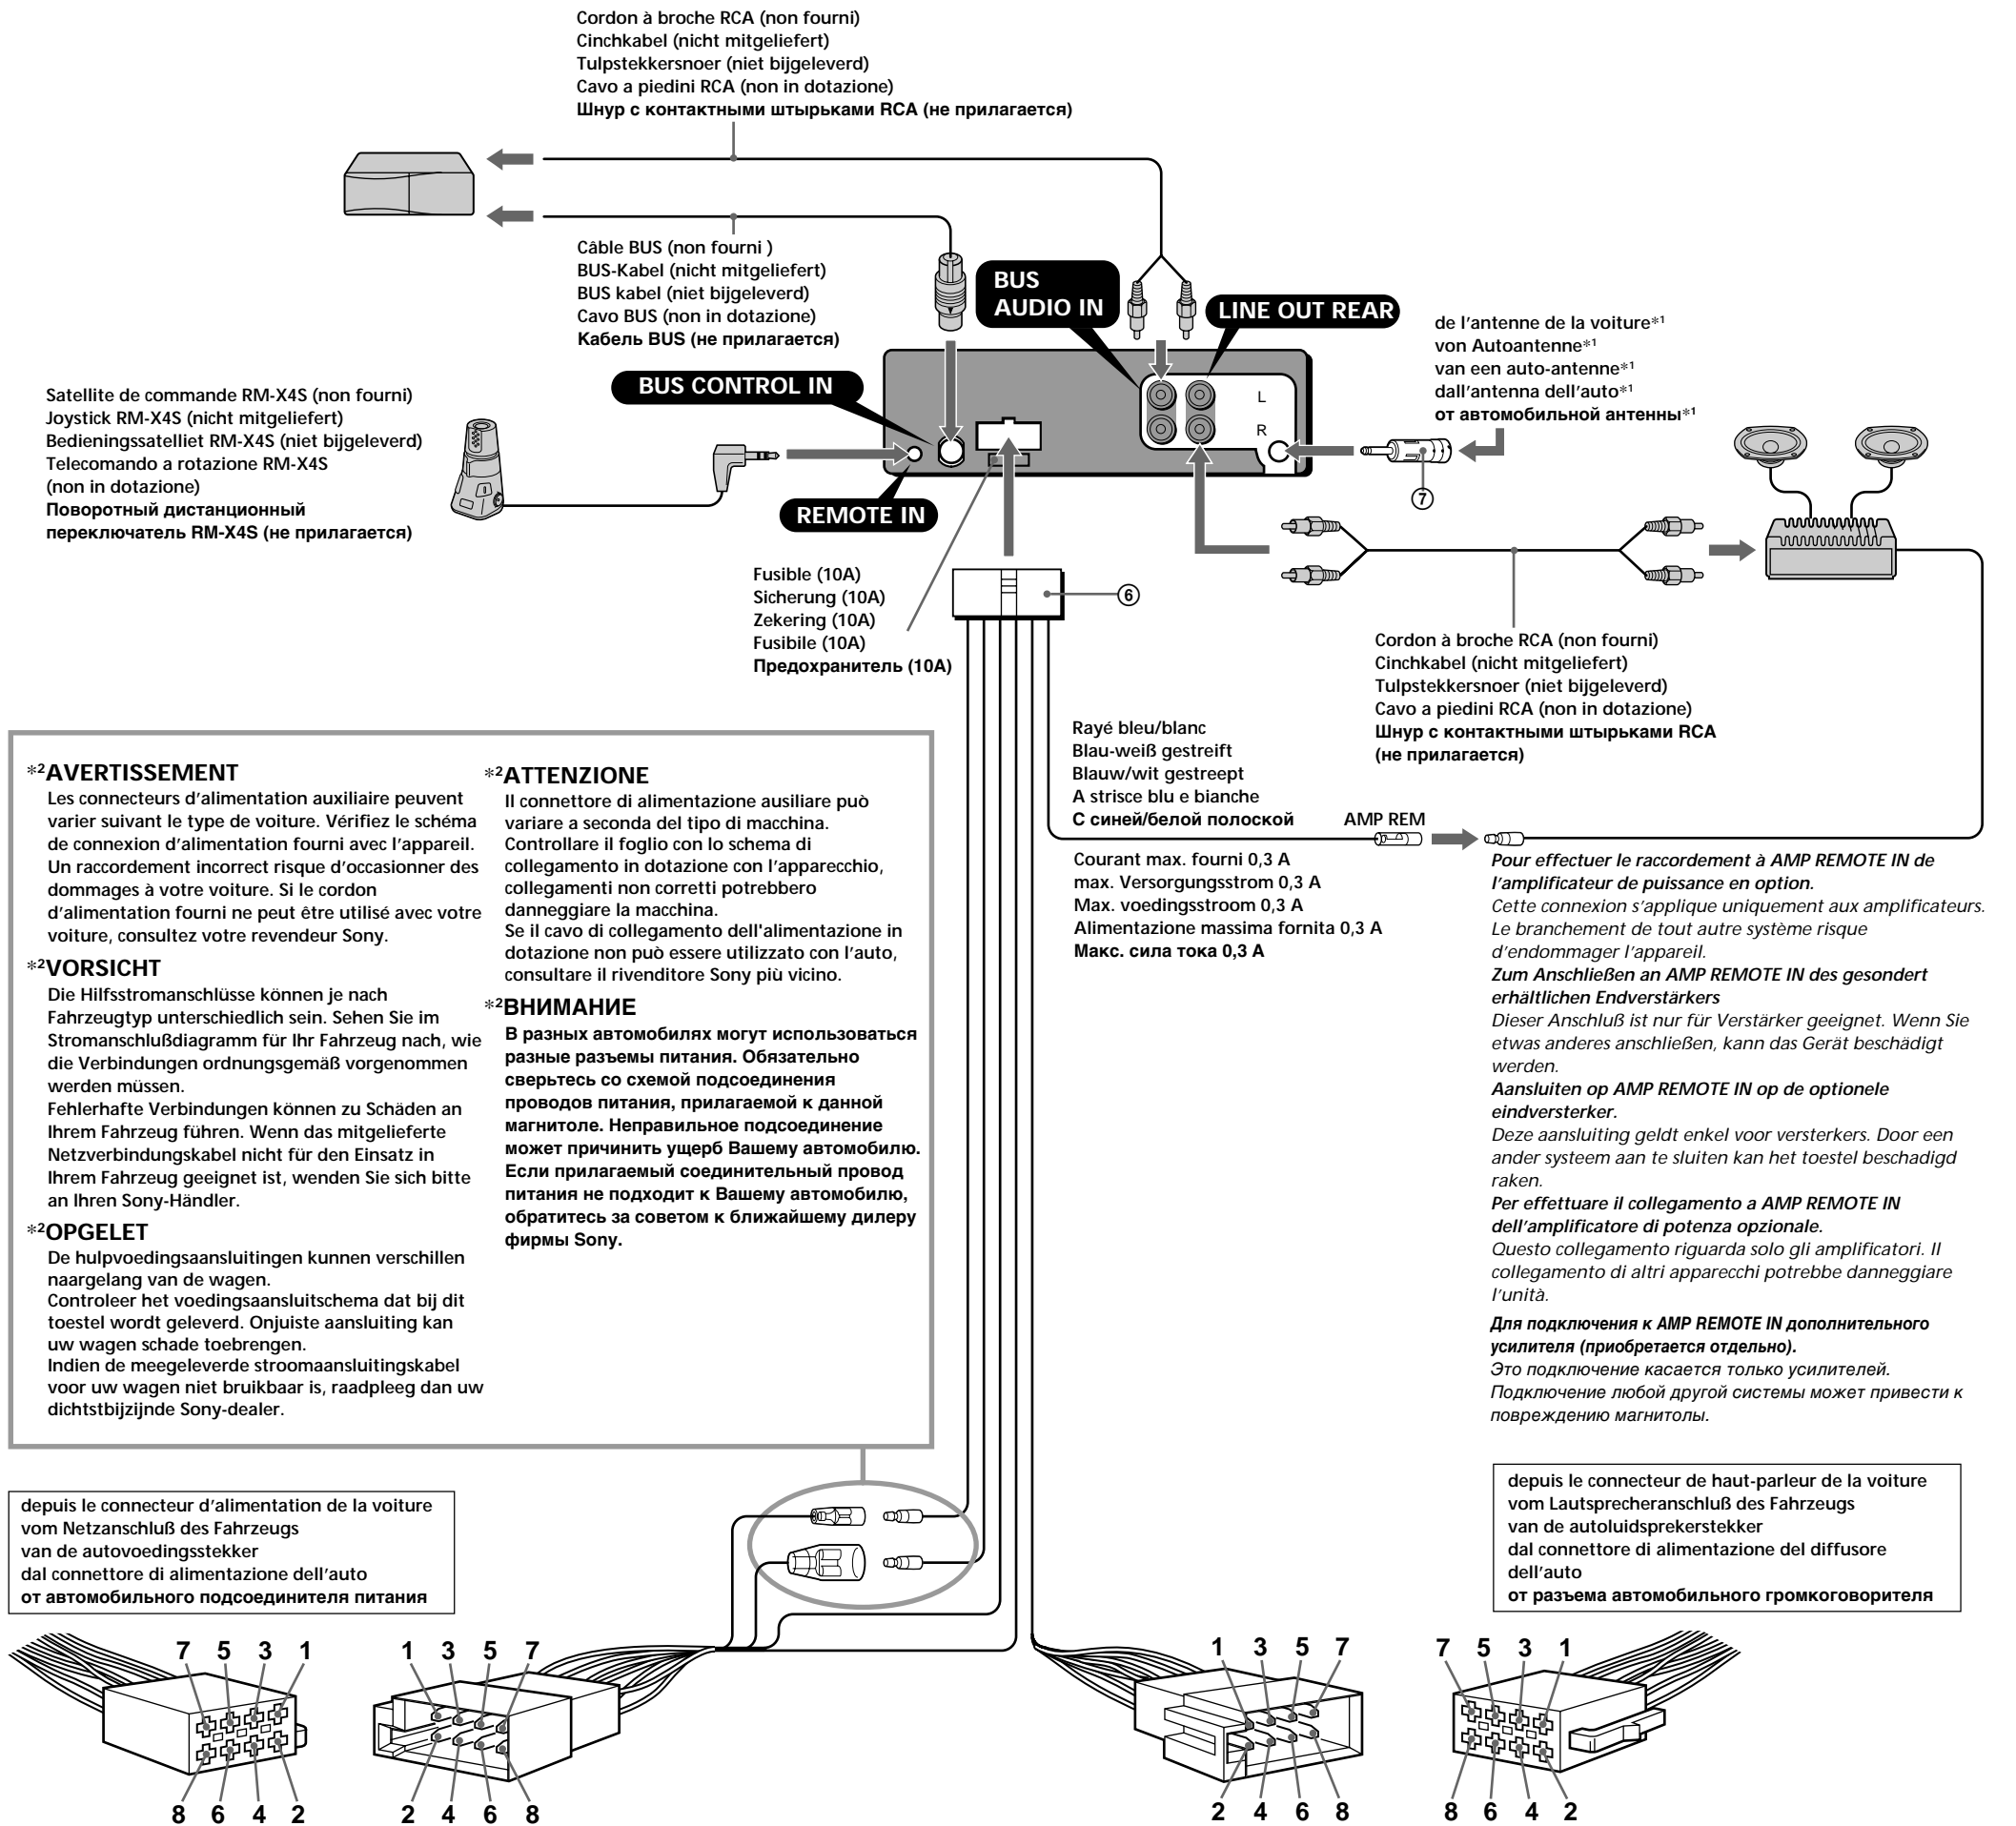 Cordon à broche RCA (non fourni)
Cinchkabel (nicht mitgeliefert)
Tulpstekkersnoer (niet bijgeleverd)
Cavo a piedini RCA (non in dotazione)
Шнур с контактными штырьками RCA (не прилагается)
Câble BUS (non fourni )
BUS-Kabel (nicht mitgeliefert)
BUS kabel (niet bijgeleverd)
Cavo BUS (non in dotazione)
Кабель BUS (не прилагается)
BUS
AUDIO IN
LINE OUT REAR
de l'antenne de la voiture*1
von Autoantenne*1
van een auto-antenne*1
dall'antenna dell'auto*1
от автомобильной антенны*1
BUS CONTROL IN
L
R
Satellite de commande RM-X4S (non fourni)
Joystick RM-X4S (nicht mitgeliefert)
Bedieningssatelliet RM-X4S (niet bijgeleverd)
Telecomando a rotazione RM-X4S
(non in dotazione)
Поворотный дистанционный
переключатель RM-X4S (не прилагается)
REMOTE IN
⑦
Fusible (10A)
Sicherung (10A)
Zekering (10A)
Fusibile (10A)
Предохранитель (10A)
⑥
Cordon à broche RCA (non fourni)
Cinchkabel (nicht mitgeliefert)
Tulpstekkersnoer (niet bijgeleverd)
Cavo a piedini RCA (non in dotazione)
Шнур с контактными штырьками RCA
(не прилагается)
Rayé bleu/blanc
Blau-weiß gestreift
Blauw/wit gestreept
A strisce blu e bianche
С синей/белой полоской
AMP REM
Courant max. fourni 0,3 A
max. Versorgungsstrom 0,3 A
Max. voedingsstroom 0,3 A
Alimentazione massima fornita 0,3 A
Макс. сила тока 0,3 A
Pour effectuer le raccordement à AMP REMOTE IN de
l'amplificateur de puissance en option.
Cette connexion s'applique uniquement aux amplificateurs.
Le branchement de tout autre système risque
d'endommager l'appareil.
Zum Anschließen an AMP REMOTE IN des gesondert
erhältlichen Endverstärkers
Dieser Anschluß ist nur für Verstärker geeignet. Wenn Sie
etwas anderes anschließen, kann das Gerät beschädigt
werden.
Aansluiten op AMP REMOTE IN op de optionele
eindversterker.
Deze aansluiting geldt enkel voor versterkers. Door een
ander systeem aan te sluiten kan het toestel beschadigd
raken.
Per effettuare il collegamento a AMP REMOTE IN
dell'amplificatore di potenza opzionale.
Questo collegamento riguarda solo gli amplificatori. Il
collegamento di altri apparecchi potrebbe danneggiare
l'unità.
Для подключения к AMP REMOTE IN дополнительного
усилителя (приобретается отдельно).
Это подключение касается только усилителей.
Подключение любой другой системы может привести к
повреждению магнитолы.
*2AVERTISSEMENT
Les connecteurs d'alimentation auxiliaire peuvent
varier suivant le type de voiture. Vérifiez le schéma
de connexion d'alimentation fourni avec l'appareil.
Un raccordement incorrect risque d'occasionner des
dommages à votre voiture. Si le cordon
d'alimentation fourni ne peut être utilisé avec votre
voiture, consultez votre revendeur Sony.
*2VORSICHT
Die Hilfsstromanschlüsse können je nach
Fahrzeugtyp unterschiedlich sein. Sehen Sie im
Stromanschlußdiagramm für Ihr Fahrzeug nach, wie
die Verbindungen ordnungsgemäß vorgenommen
werden müssen.
Fehlerhafte Verbindungen können zu Schäden an
Ihrem Fahrzeug führen. Wenn das mitgelieferte
Netzverbindungskabel nicht für den Einsatz in
Ihrem Fahrzeug geeignet ist, wenden Sie sich bitte
an Ihren Sony-Händler.
*2OPGELET
De hulpvoedingsaansluitingen kunnen verschillen
naargelang van de wagen.
Controleer het voedingsaansluitschema dat bij dit
toestel wordt geleverd. Onjuiste aansluiting kan
uw wagen schade toebrengen.
Indien de meegeleverde stroomaansluitingskabel
voor uw wagen niet bruikbaar is, raadpleeg dan uw
dichtstbijzijnde Sony-dealer.
*2ATTENZIONE
Il connettore di alimentazione ausiliare può
variare a seconda del tipo di macchina.
Controllare il foglio con lo schema di
collegamento in dotazione con l'apparecchio,
collegamenti non corretti potrebbero
danneggiare la macchina.
Se il cavo di collegamento dell'alimentazione in
dotazione non può essere utilizzato con l'auto,
consultare il rivenditore Sony più vicino.
*2ВНИМАНИЕ
В разных автомобилях могут использоваться
разные разъемы питания. Обязательно
сверьтесь со схемой подсоединения
проводов питания, прилагаемой к данной
магнитоле. Неправильное подсоединение
может причинить ущерб Вашему автомобилю.
Если прилагаемый соединительный провод
питания не подходит к Вашему автомобилю,
обратитесь за советом к ближайшему дилеру
фирмы Sony.
depuis le connecteur d'alimentation de la voiture
vom Netzanschluß des Fahrzeugs
van de autovoedingsstekker
dal connettore di alimentazione dell'auto
от автомобильного подсоединителя питания
depuis le connecteur de haut-parleur de la voiture
vom Lautsprecheranschluß des Fahrzeugs
van de autoluidsprekerstekker
dal connettore di alimentazione del diffusore
dell'auto
от разъема автомобильного громкоговорителя
7 5 3 1
8 6 4 2
1 3 5 7
2 4 6 8
1 3 5 7
2 4 6 8
7 5 3 1
8 6 4 2